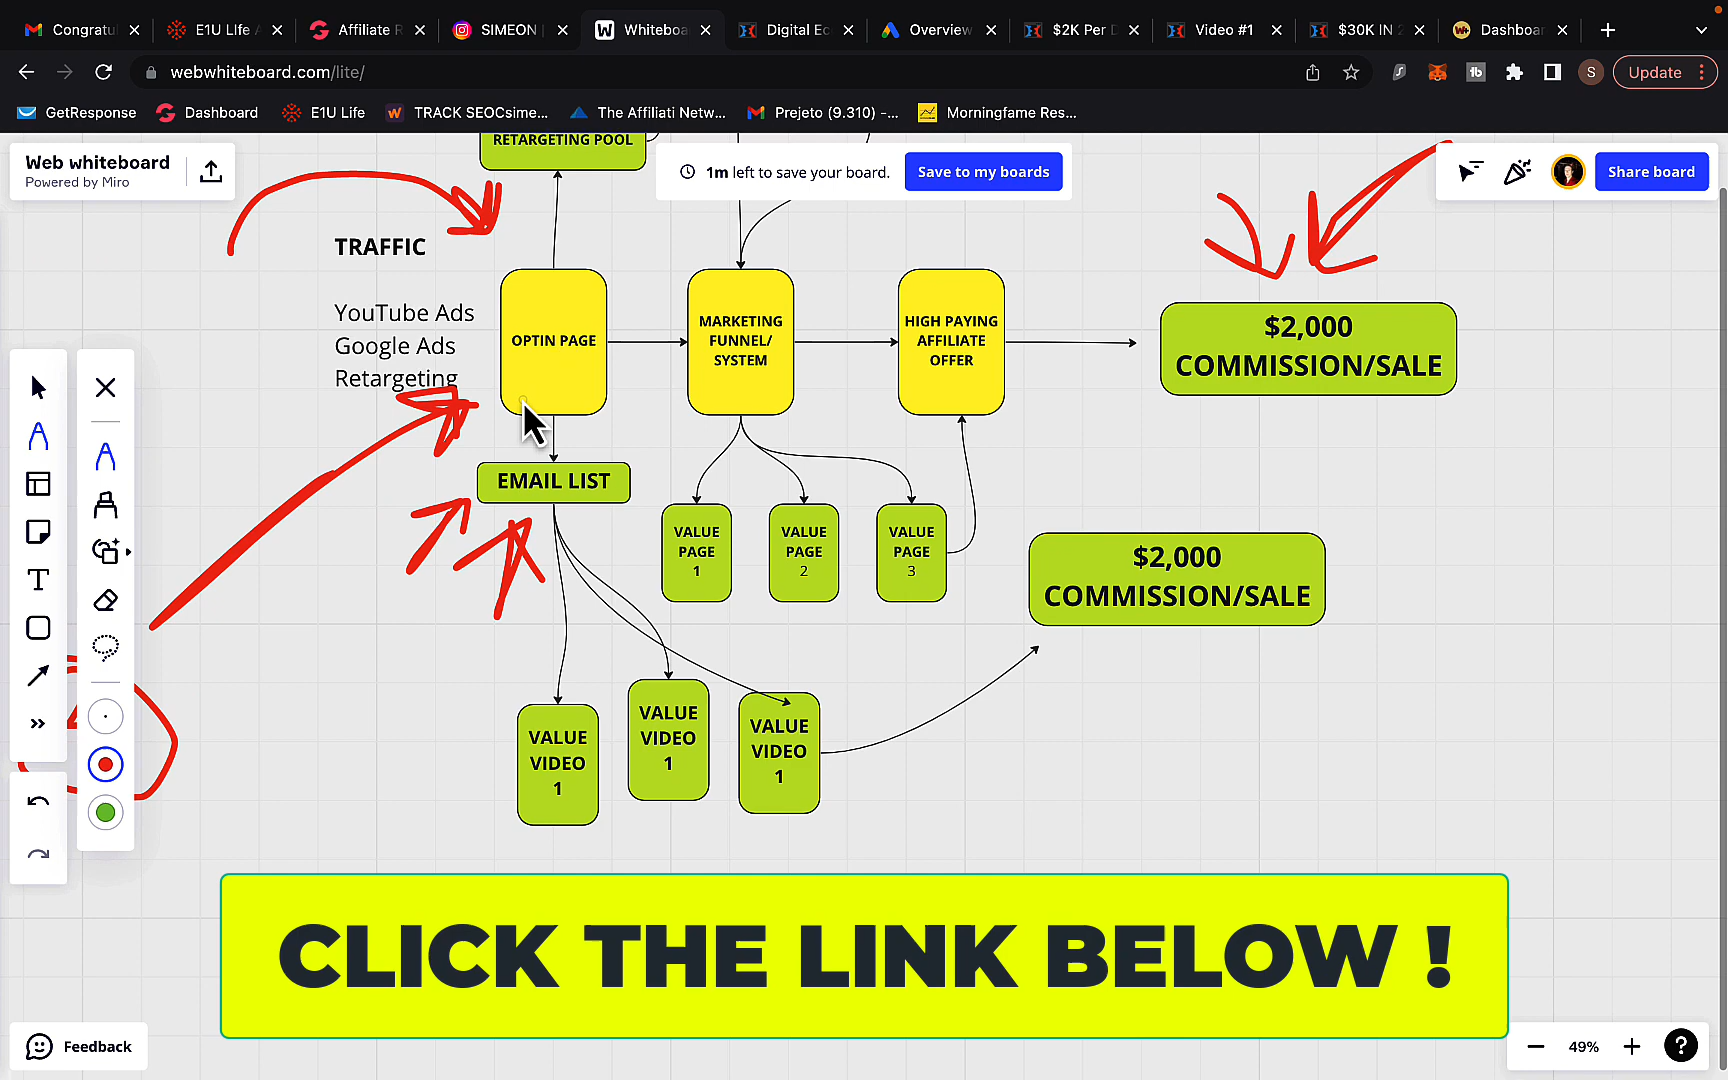 Congratu
E1U LIfe A
Affiliate R
SIMEON |
Whiteboa
Digital Ec
Overview
$2K Per D
Video #1
$30K IN 2
Dashboar
webwhiteboard.com/lite/
S
Update
GetResponse
Dashboard
E1U Life
TRACK SEOCsime...
The Affiliati Netw...
Prejeto (9.310) -...
Morningfame Res...
Web whiteboard
Powered by Miro
RETARGETING POOL
1m left to save your board.
Save to my boards
Share board
TRAFFIC
YouTube Ads
Google Ads
Retargeting
OPTIN PAGE
MARKETING
FUNNEL/
SYSTEM
HIGH PAYING
AFFILIATE
OFFER
$2,000
COMMISSION/SALE
EMAIL LIST
VALUE
PAGE
1
VALUE
PAGE
2
VALUE
PAGE
3
$2,000
COMMISSION/SALE
VALUE
VIDEO
1
VALUE
VIDEO
1
VALUE
VIDEO
1
CLICK THE LINK BELOW !
Feedback
49%